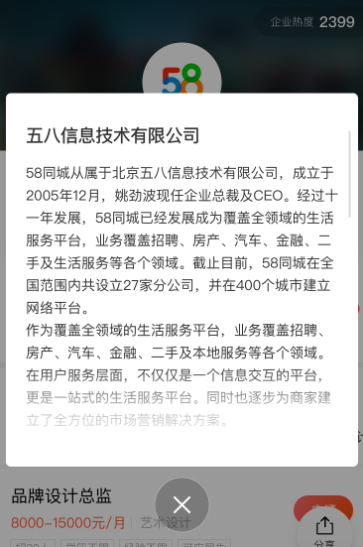 企业热度 2399
58
五八信息技术有限公司
58同城从属于北京五八信息技术有限公司，成立于
2005年12月，姚劲波现任企业总裁及CEO。经过十
一年发展，58同城已经发展成为覆盖全领域的生活
服务平台，业务覆盖招聘、房产、汽车、金融、二
手及生活服务等各个领域。截止目前，58同城在全
国范围内共设立27家分公司，并在400个城市建立
网络平台。
作为覆盖全领域的生活服务平台，业务覆盖招聘、
房产、汽车、金融、二手及本地服务等各个领域。
在用户服务层面，不仅仅是一个信息交互的平台，
更是一站式的生活服务平台。同时也逐步为商家建
立了全方位的市场营销解决方案。
品牌设计总监
8000-15000元/月 艺术设计
分享